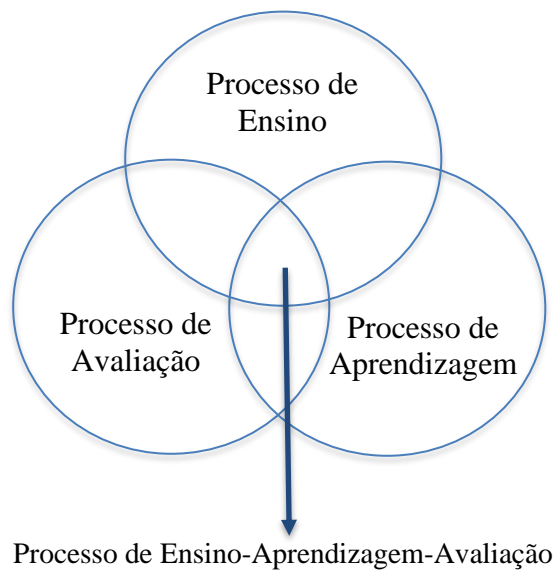 Processo de
Ensino
Processo de
Avaliação
Processo de
Aprendizagem
Processo de Ensino-Aprendizagem-Avaliação